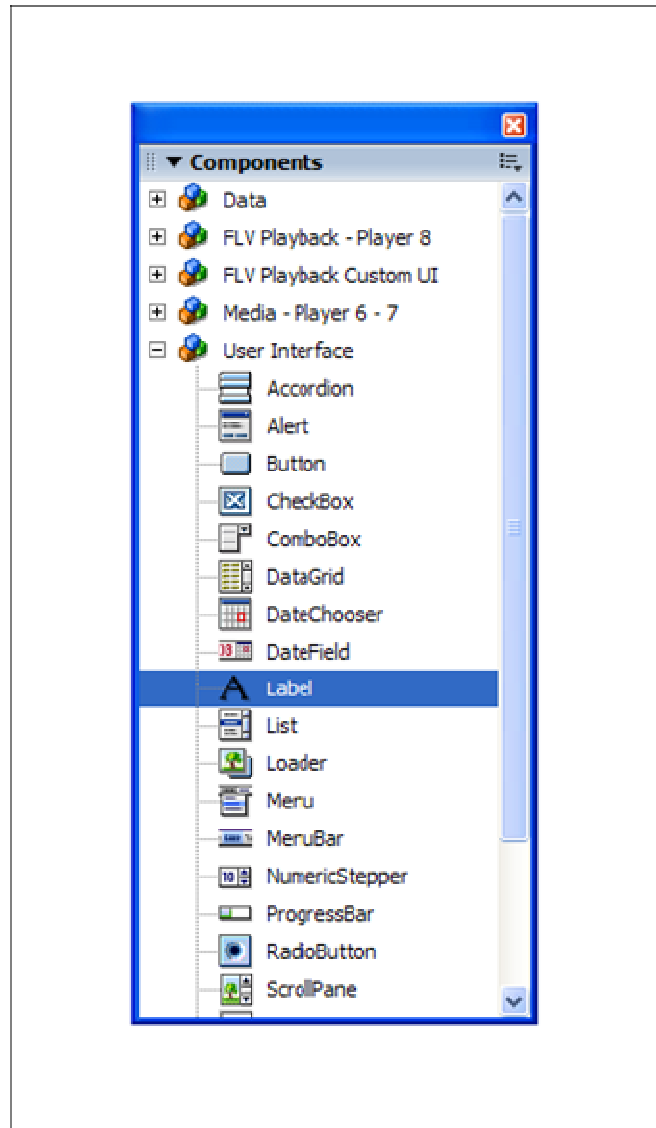 Components
Data
FLV Playback - Player 8
FLV Playback Custom UI
Media - Player 6 - 7
User Interface
Accordion
Alert
Button
CheckBox
ComboBox
DataGrid
DateChooser
DateField
Label
List
Loader
Menu
MenuBar
NumericStepper
ProgressBar
RadioButton
ScrollPane